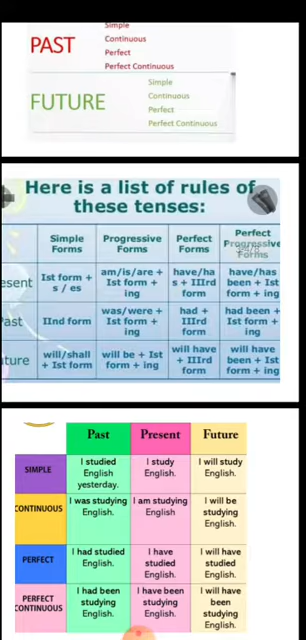 Simple
PAST
Continuous
Perfect
Perfect Continuous
Simple
FUTURE
Continuous
Perfect
Perfect Continuous
Here is a list of rules of
these tenses:
Simple Forms
Progressive Forms
Perfect Forms
Perfect Progressive Forms
esent
Ist form + s / es
am/is/are + Ist form + ing
have/ha s + IIIrd form
have/has been + Ist form + ing
ast
IInd form
was/were + Ist form + ing
had + IIIrd form
had been + Ist form + ing
ture
will/shall + Ist form
will be + Ist form + ing
will have + IIIrd form
will have been + Ist form + ing
Past Present Future
SIMPLE
I studied English yesterday.
I study English.
I will study English.
CONTINUOUS
I was studying English.
I am studying English
I will be studying English.
PERFECT
I had studied English.
I have studied English.
I will have studied English.
PERFECT CONTINUOUS
I had been studying English.
I have been studying English.
I will have been studying English.